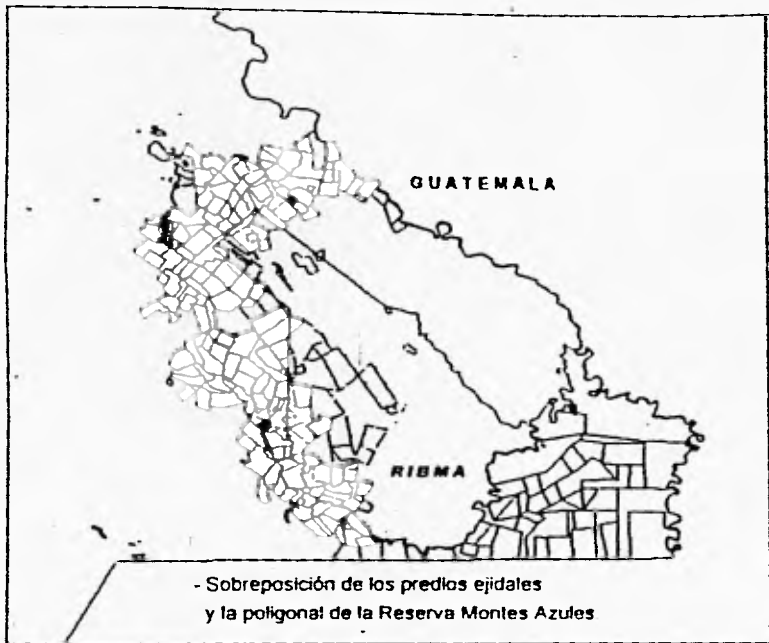 GUATEMALA
RIBMA
- Sobreposición de los predios ejidales
y la poligonal de la Reserva Montes Azules